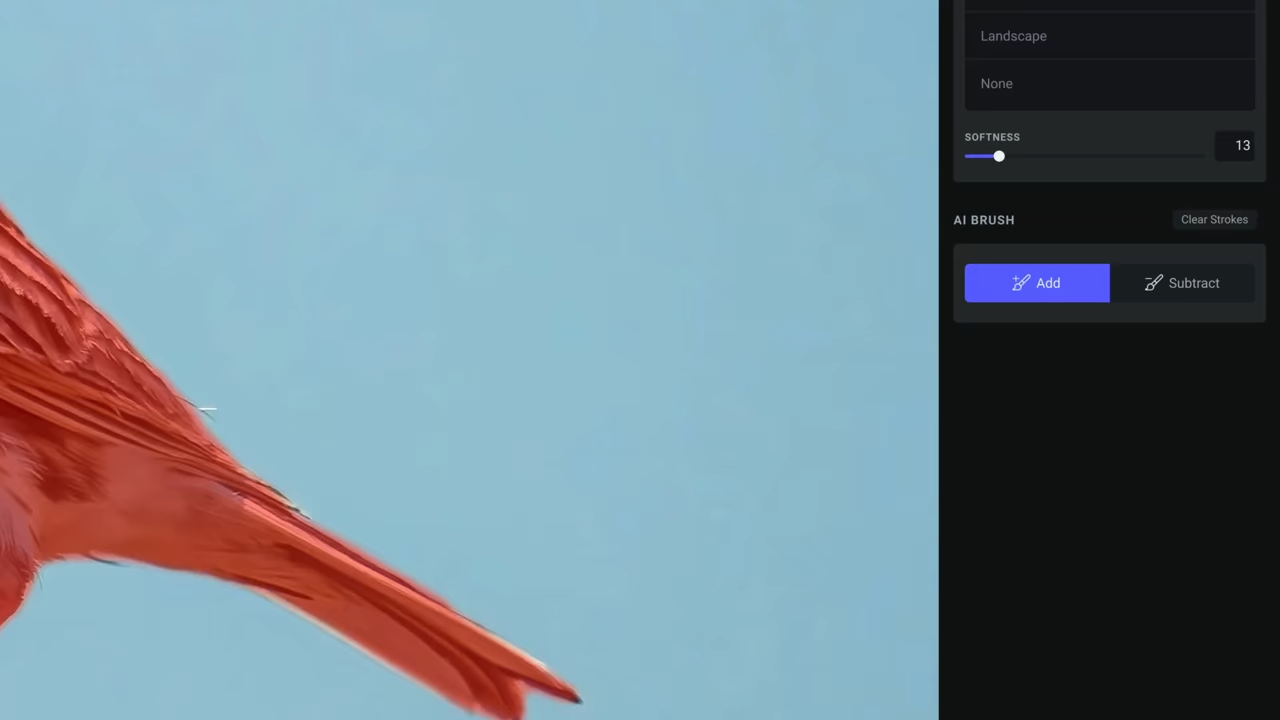 Landscape
None
SOFTNESS
13
AI BRUSH
Clear Strokes
Add
Subtract